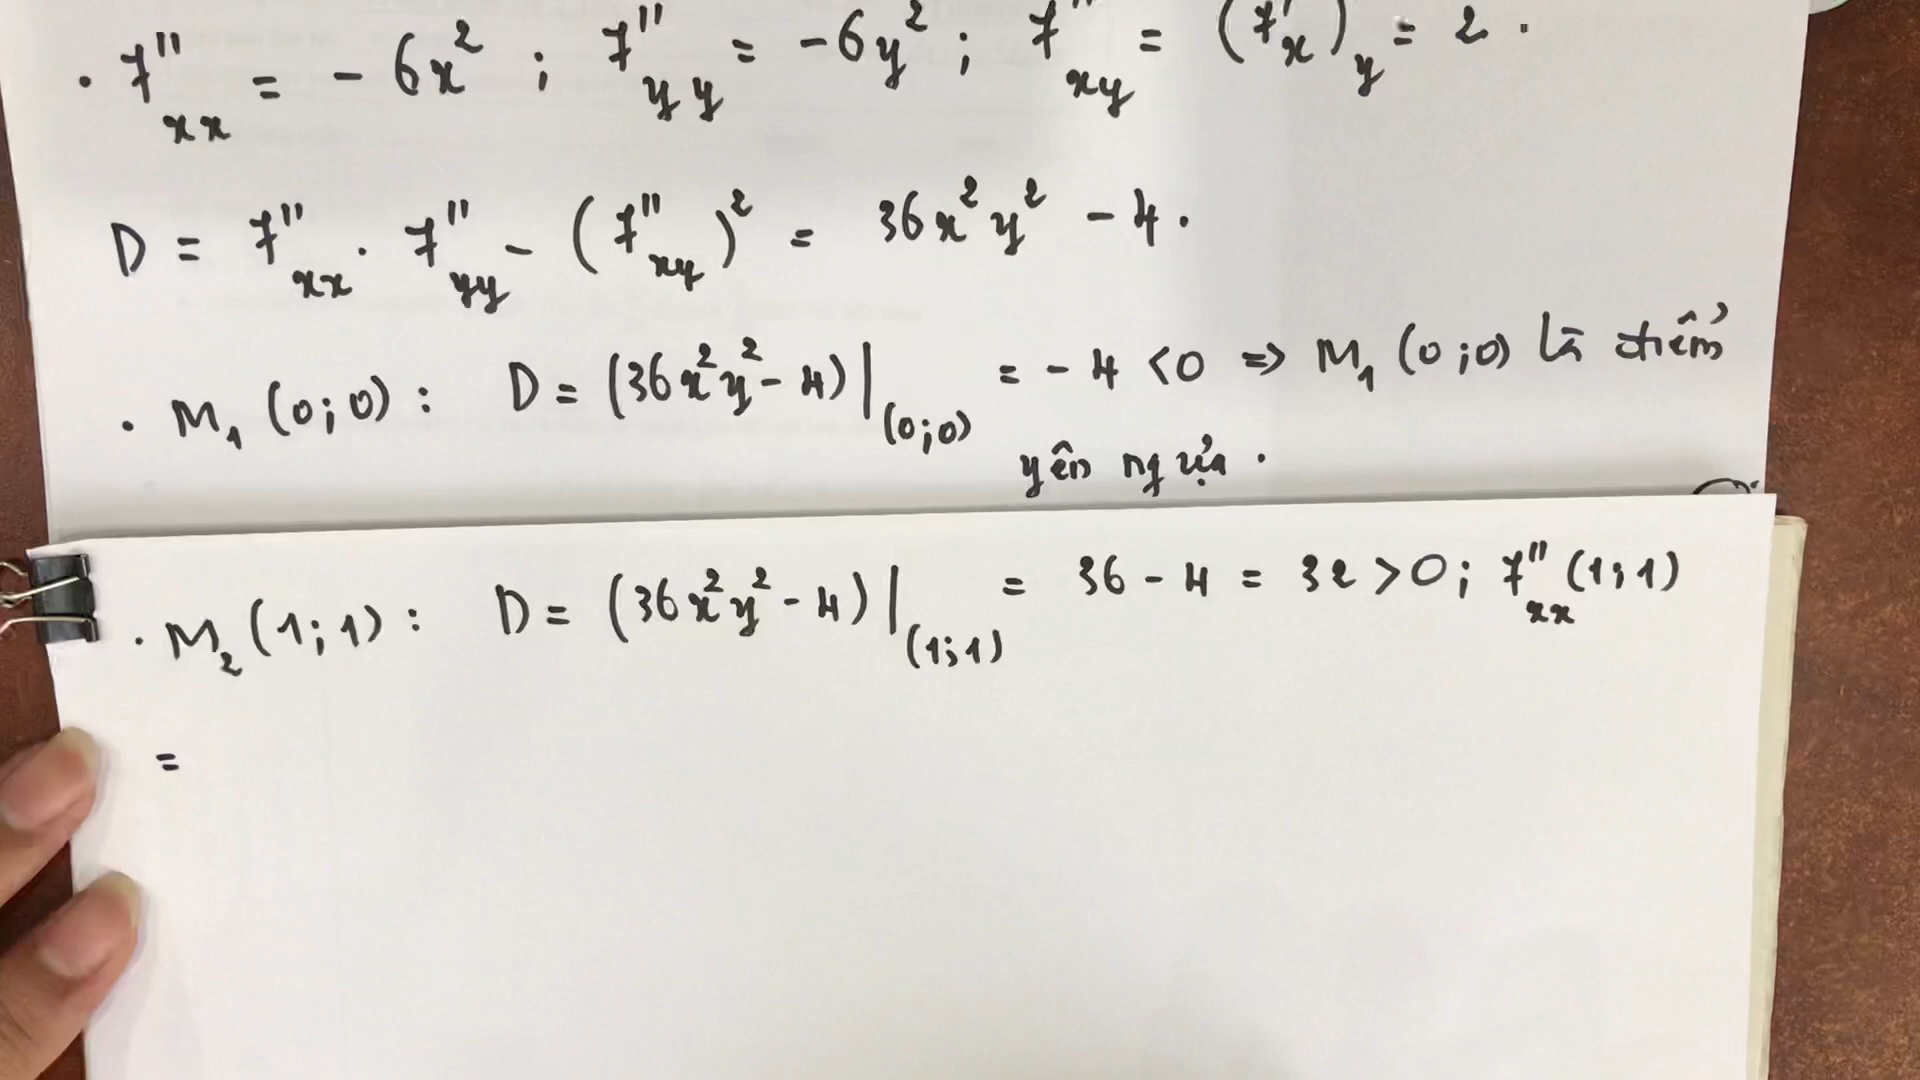 . f''xx = - 6x² ; f''yy = -6y² ; f''xy = (f'x)'y = 2 .
D = f''xx . f''yy - (f''xy)² = 36x²y² - 4.
. M₁ (0;0) : D = (36x²y² - 4)|(0;0) = - 4 < 0 => M₁ (0;0) là điểm
yên ngựa .
. M₂ (1;1) : D = (36x²y² - 4)|(1;1) = 36 - 4 = 32 > 0 ; f''xx (1;1)
=